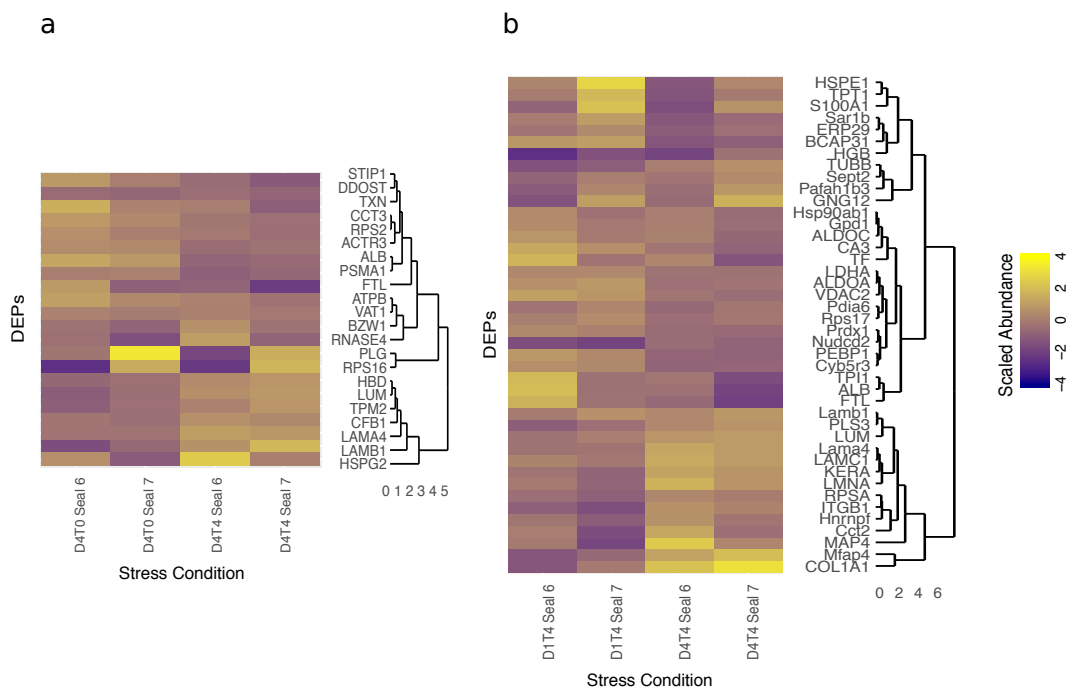 a
DEPs
STIP1
DDOST
TXN
CCT3
RPS2
ACTR3
ALB
PSMA1
FTL
ATPB
VAT1
BZW1
RNASE4
PLG
RPS16
HBD
LUM
TPM2
CFB1
LAMA4
LAMB1
HSPG2
0 1 2 3 4 5
D4T0 Seal 6
D4T0 Seal 7
D4T4 Seal 6
D4T4 Seal 7
Stress Condition
b
DEPs
HSPE1
TPT1
S100A1
Sar1b
ERP29
BCAP31
HGB
TUBB
Sept2
Pafah1b3
GNG12
Hsp90ab1
Gpd1
ALDOC
CA3
TF
LDHA
ALDOA
VDAC2
Pdia6
Rps17
Prdx1
Nudcd2
PEBP1
Cyb5r3
TPI1
ALB
FTL
Lamb1
PLS3
LUM
Lama4
LAMC1
KERA
LMNA
RPSA
ITGB1
Hnrnpf
Cct2
MAP4
Mfap4
COL1A1
0 2 4 6
D1T4 Seal 6
D1T4 Seal 7
D4T4 Seal 6
D4T4 Seal 7
Stress Condition
Scaled Abundance
4
2
0
−2
−4